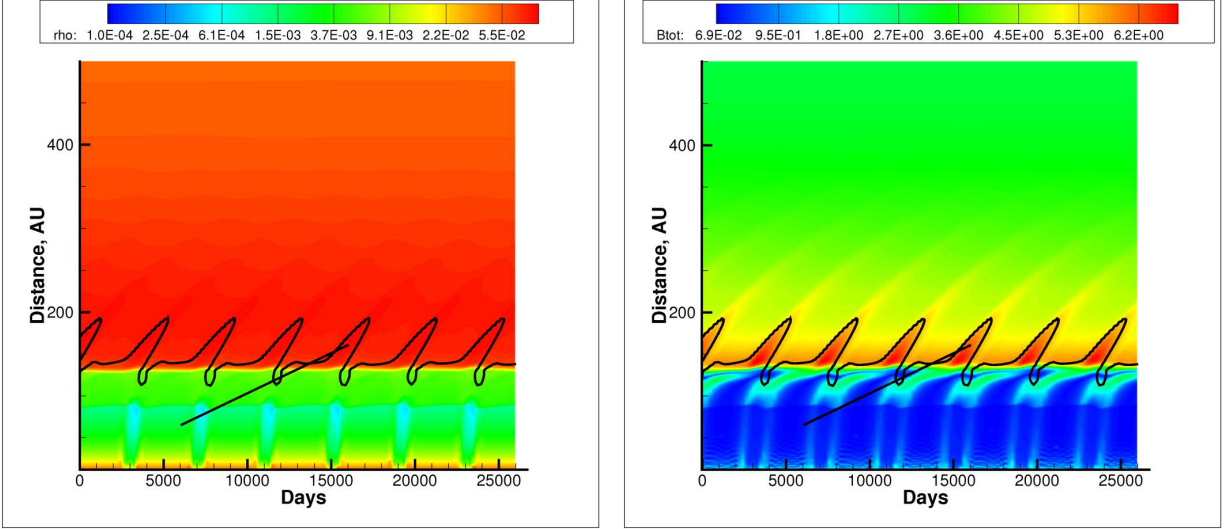 rho: 1.0E-04 2.5E-04 6.1E-04 1.5E-03 3.7E-03 9.1E-03 2.2E-02 5.5E-02
400
200
Distance, AU
0 5000 10000 15000 20000 25000
Days
Btot: 6.9E-02 9.5E-01 1.8E+00 2.7E+00 3.6E+00 4.5E+00 5.3E+00 6.2E+00
400
200
Distance, AU
0 5000 10000 15000 20000 25000
Days